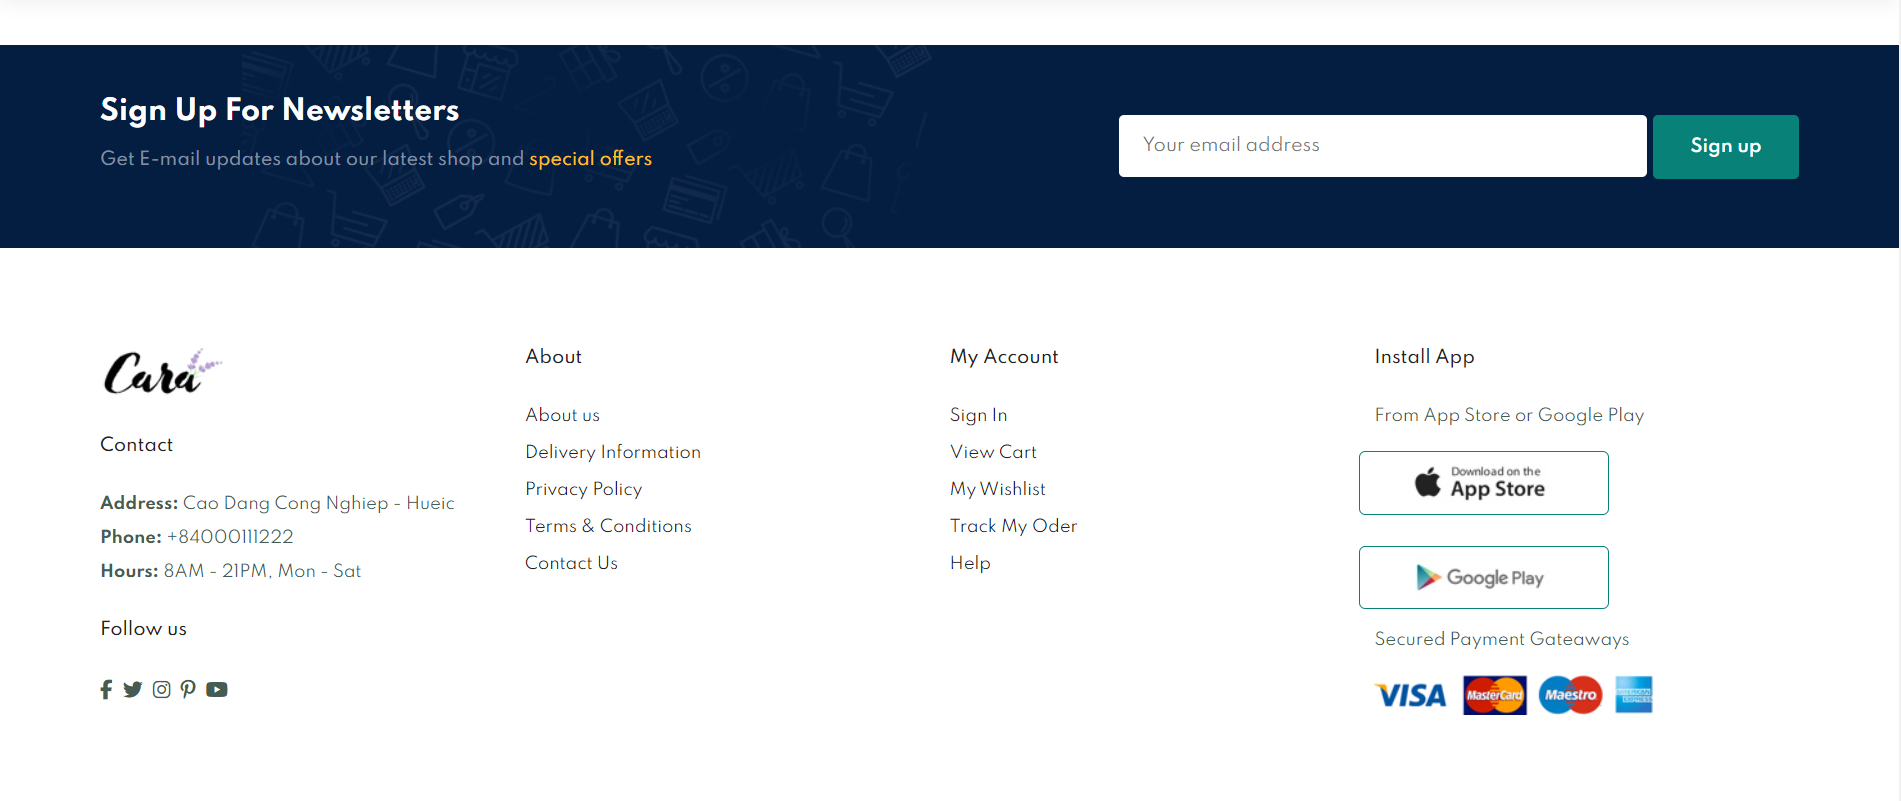 Sign Up For Newsletters
Get E-mail updates about our latest shop and special offers
Your email address
Sign up
Cara
Contact
Address: Cao Dang Cong Nghiep - Hueic
Phone: +84000111222
Hours: 8AM - 21PM, Mon - Sat
Follow us
About
About us
Delivery Information
Privacy Policy
Terms & Conditions
Contact Us
My Account
Sign In
View Cart
My Wishlist
Track My Oder
Help
Install App
From App Store or Google Play
Download on the
App Store
Google Play
Secured Payment Gateaways
VISA
MasterCard
Maestro
AMERICAN
EXPRESS